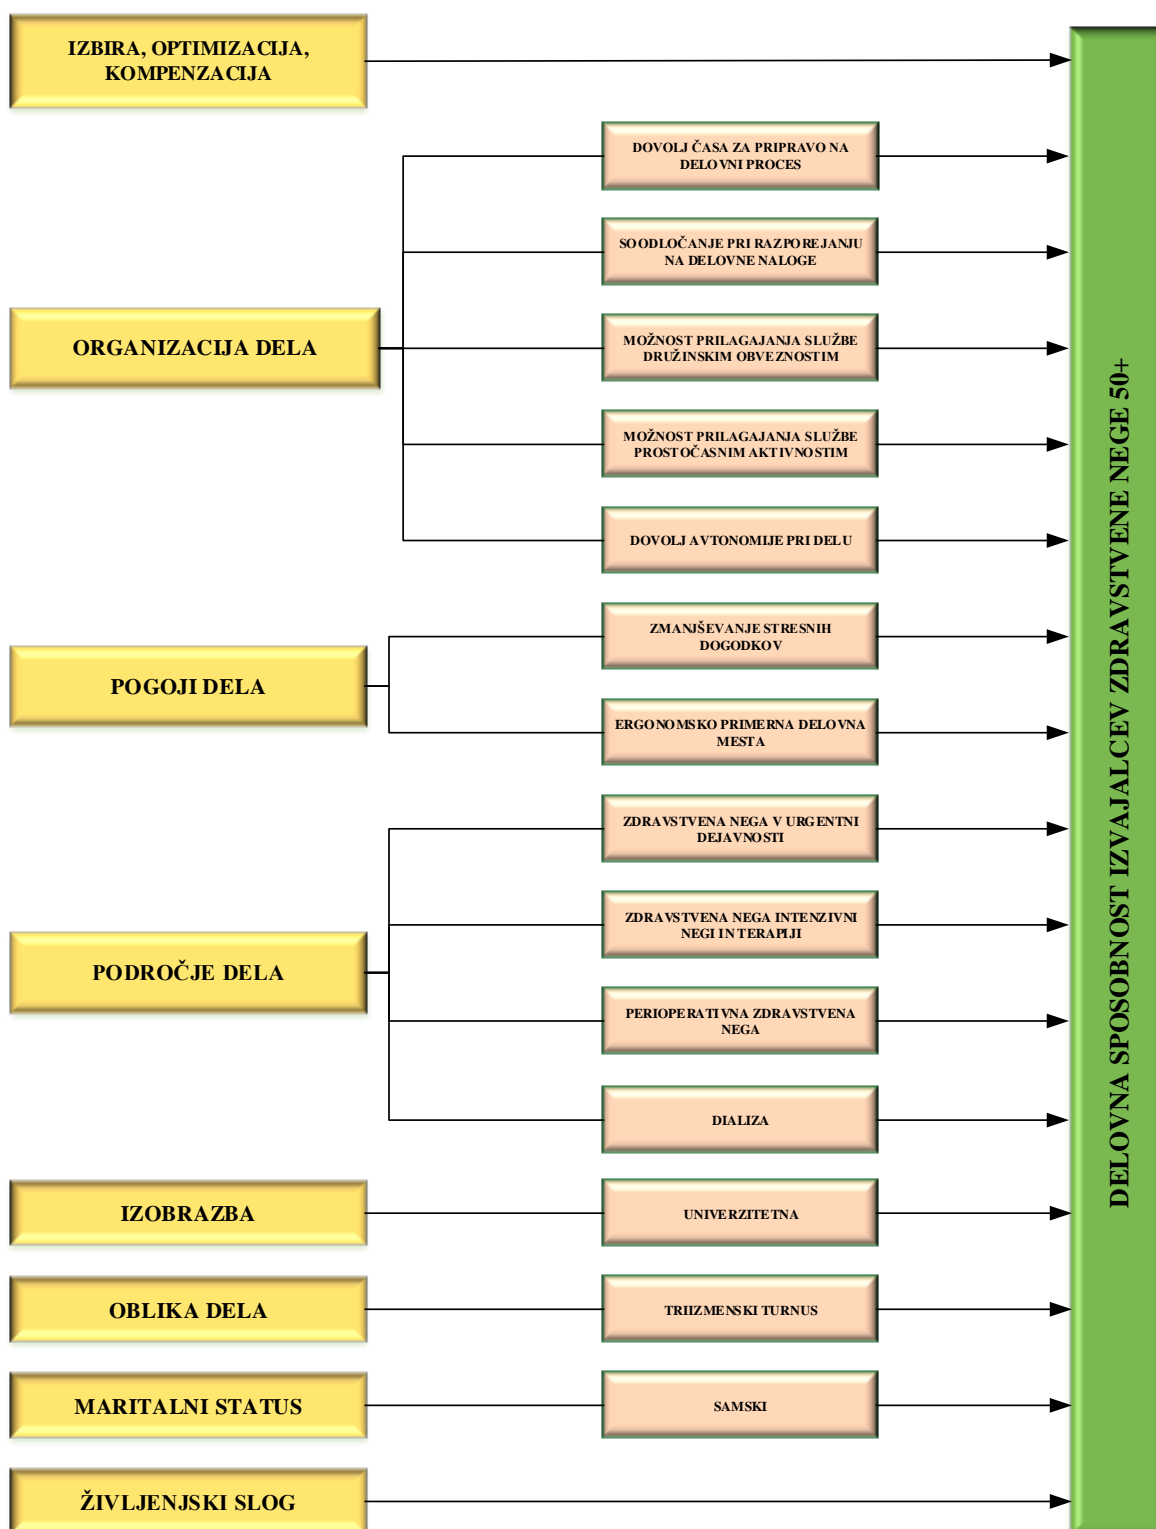 IZBIRA, OPTIMIZACIJA,
KOMPENZACIJA
DOVOLJ ČASA ZA PRIPRAVO NA
DELOVNI PROCES
SOODLOČANJE PRI RAZPOREJANJU
NA DELOVNE NALOGE
ORGANIZACIJA DELA
MOŽNOST PRILAGAJANJA SLUŽBE
DRUŽINSKIM OBVEZNOSTIM
MOŽNOST PRILAGAJANJA SLUŽBE
PROSTOČASNIM AKTIVNOSTIM
DOVOLJ AVTONOMIJE PRI DELU
ZMANJŠEVANJE STRESNIH
DOGODKOV
POGOJI DELA
ERGONOMSKO PRIMERNA DELOVNA
MESTA
ZDRAVSTVENA NEGA V URGENTNI
DEJAVNOSTI
ZDRAVSTVENA NEGA INTENZIVNI
NEGI IN TERAPIJI
PODROČJE DELA
PERIOPERATIVNA ZDRAVSTVENA
NEGA
DIALIZA
IZOBRAZBA
UNIVERZITETNA
OBLIKA DELA
TRIIZMENSKI TURNUS
MARITALNI STATUS
SAMSKI
ŽIVLJENJSKI SLOG
DELOVNA SPOSOBNOST IZVAJALCEV ZDRAVSTVENE NEGE 50+